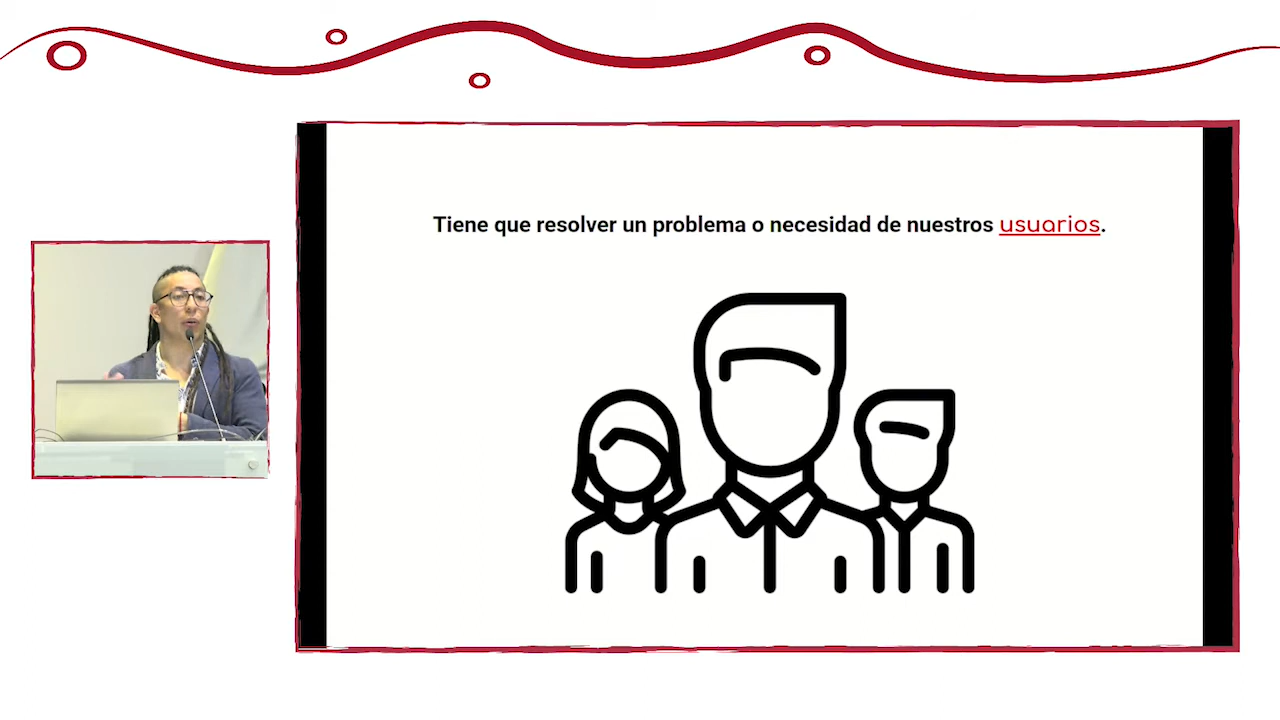 Tiene que resolver un problema o necesidad de nuestros usuarios.